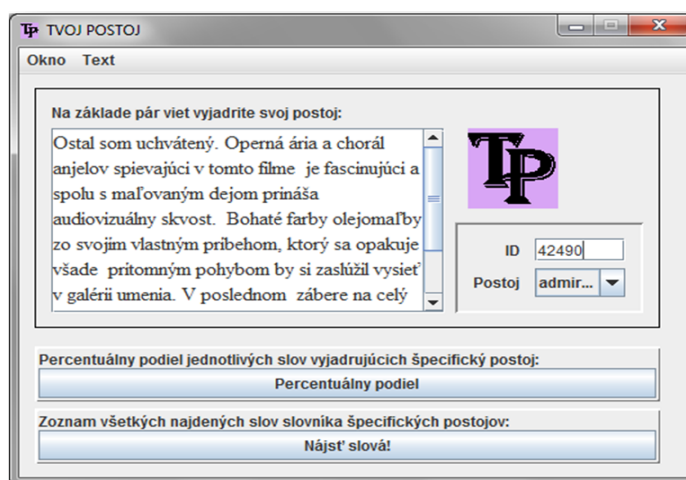 TP TVOJ POSTOJ
Okno Text
Na základe pár viet vyjadrite svoj postoj:
Ostal som uchvátený. Operná ária a chorál
anjelov spievajúci v tomto filme je fascinujúci a
spolu s maľovaným dejom prináša
audiovizuálny skvost. Bohaté farby olejomaľby
zo svojim vlastným pribehom, ktorý sa opakuje
všade pritomným pohybom by si zaslúžil vysieť
v galérii umenia. V poslednom zábere na celý
TP
ID 42490
Postoj admir...
Percentuálny podiel jednotlivých slov vyjadrujúcich špecifický postoj:
Percentuálny podiel
Zoznam všetkých najdených slov slovníka špecifických postojov:
Nájsť slová!